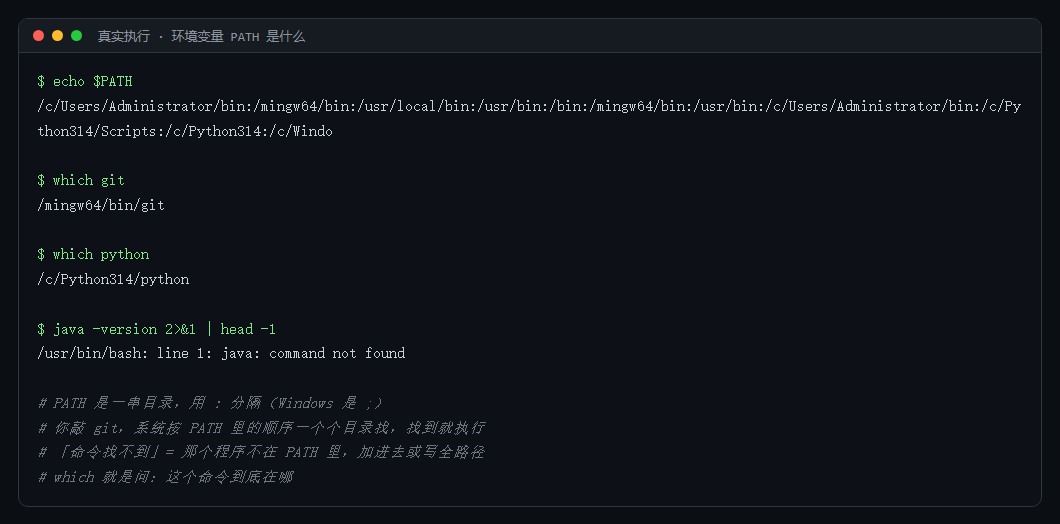 真实执行 · 环境变量 PATH 是什么
$ echo $PATH
/c/Users/Administrator/bin:/mingw64/bin:/usr/local/bin:/usr/bin:/bin:/mingw64/bin:/usr/bin:/c/Users/Administrator/bin:/c/Py
thon314/Scripts:/c/Python314:/c/Windo
$ which git
/mingw64/bin/git
$ which python
/c/Python314/python
$ java -version 2>&1 | head -1
/usr/bin/bash: line 1: java: command not found
# PATH 是一串目录，用 : 分隔（Windows 是 ;）
# 你敲 git，系统按 PATH 里的顺序一个个目录找，找到就执行
# 「命令找不到」= 那个程序不在 PATH 里，加进去或写全路径
# which 就是问: 这个命令到底在哪